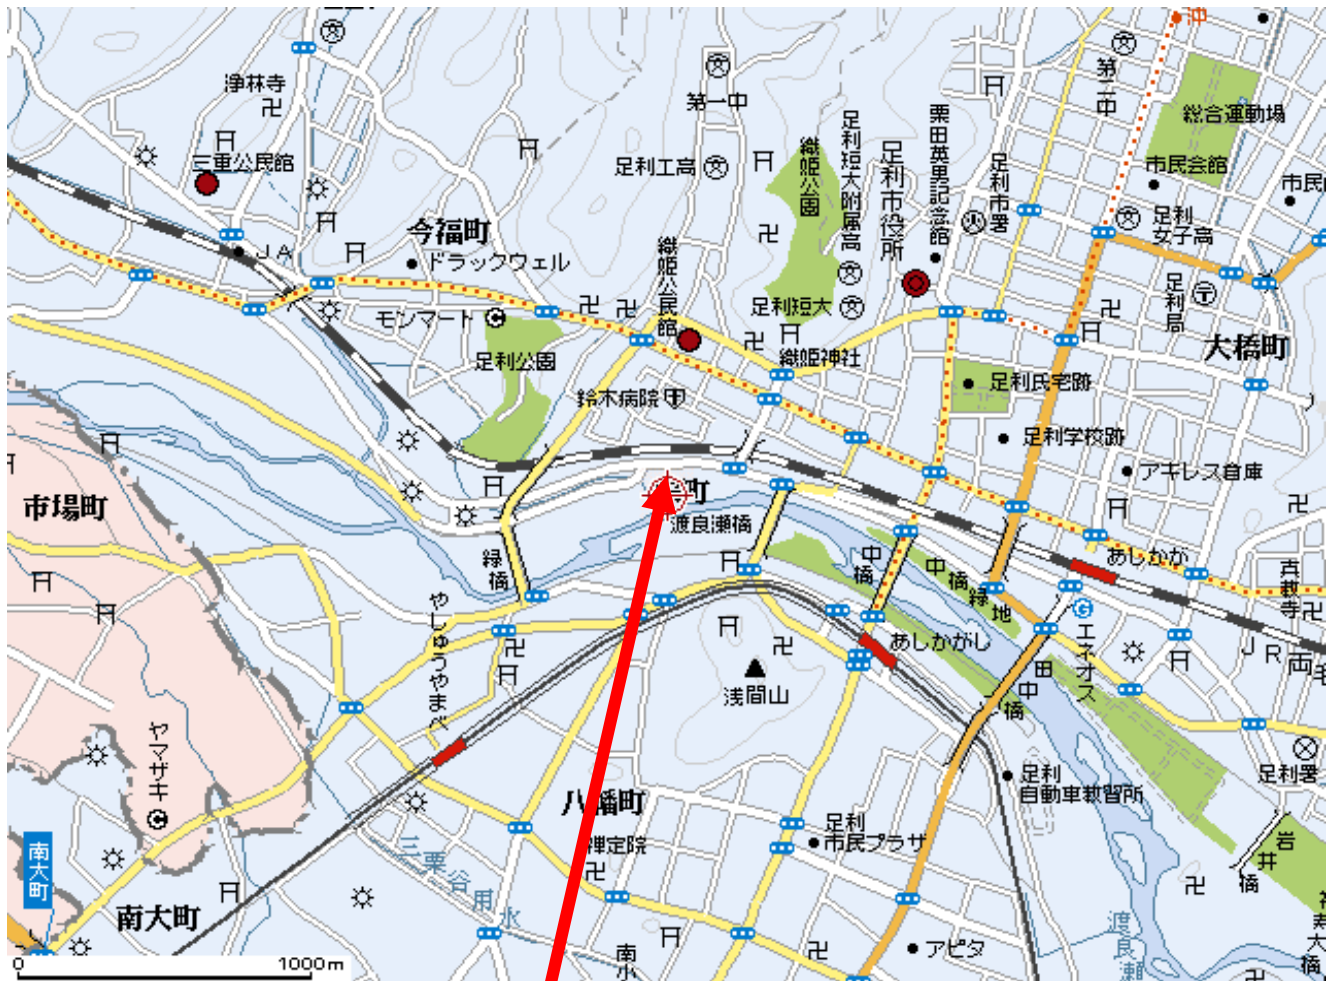 浄林寺
三重公民館
今福町
ドラックウェル
JA
モンマート
足利公園
第一中
足利工高
織姫公園
足利短大附属高
足利市役所
栗田英男記念館
足利市署
第二中
総合運動場
市民会館
足利
女子高
足利局
大橋町
織姫公民館
足利短大
織姫神社
鈴木病院
足利氏宅跡
足利学校跡
アキレス倉庫
市場町
町
渡良瀬橋
緑橋
中橋
中橋緑地
あしかが
真教寺
やしゅうやまべ
あしかがし
浅間山
田中橋
エネオス
JR両毛
ヤマザキ
八幡町
足利
自動車教習所
足利署
足利
市民プラザ
禅定院
三栗谷用水
岩井橋
南大町
南大町
アピタ
渡良瀬
南小
0 1000m